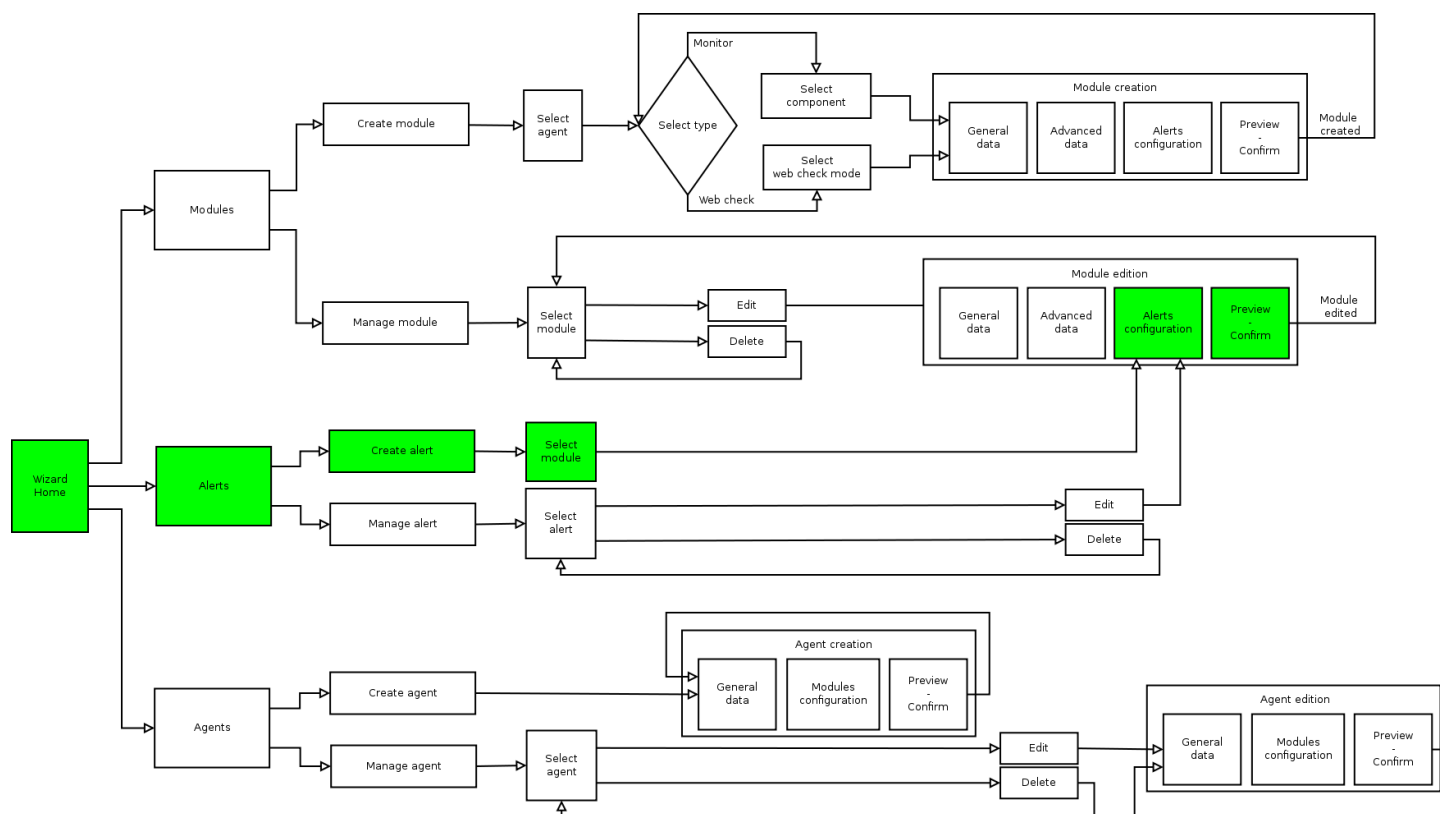 Monitor
Select
component
Module creation
Create module
Select
agent
Select type
General
data
Advanced
data
Alerts
configuration
Preview
-
Confirm
Module
created
Select
web check mode
Web check
Modules
Module edition
Manage module
Select
module
Edit
Delete
General
data
Advanced
data
Alerts
configuration
Preview
-
Confirm
Module
edited
Wizard
Home
Alerts
Create alert
Select
module
Manage alert
Select
alert
Edit
Delete
Agent creation
Create agent
General
data
Modules
configuration
Preview
-
Confirm
Agents
Manage agent
Select
agent
Edit
Delete
Agent edition
General
data
Modules
configuration
Preview
-
Confirm